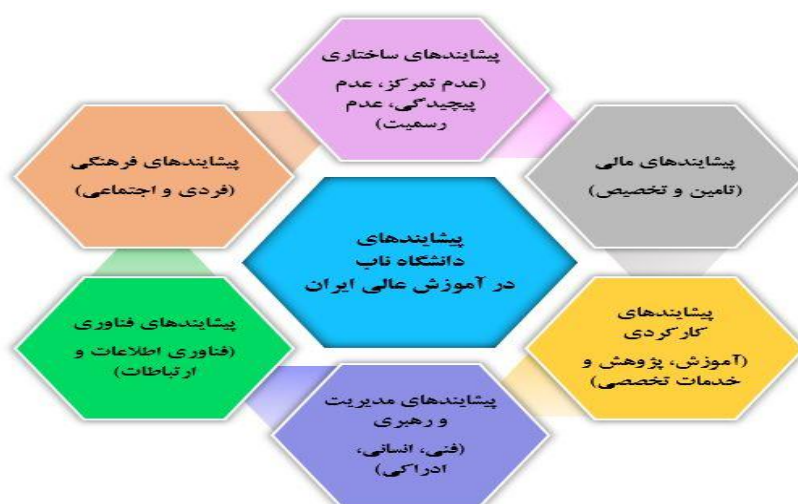 پیشایندهای ساختاری
(عدم تمرکز، عدم
پیچیدگی، عدم
رسمیت)
پیشایندهای مالی
(تامین و تخصیص)
پیشایندهای فرهنگی
(فردی و اجتماعی)
پیشایندهای
دانشگاه ناب
در آموزش عالی ایران
پیشایندهای
کارکردی
(آموزش، پژوهش و
خدمات تخصصی)
پیشایندهای فناوری
(فناوری اطلاعات و
ارتباطات)
پیشایندهای مدیریت
و رهبری
(فنی، انسانی،
ادراکی)